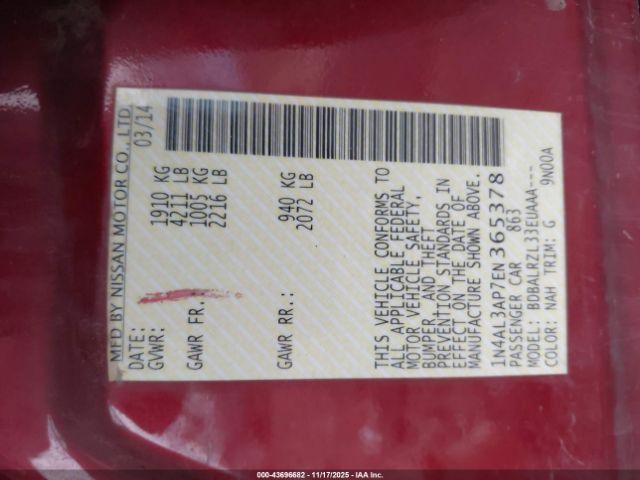 MFD BY NISSAN MOTOR CO., LTD.
DATE: 03/14
GVWR: 1910 KG
4211 LB
GAWR FR.: 1005 KG
2216 LB
GAWR RR.: 940 KG
2072 LB
THIS VEHICLE CONFORMS TO
ALL APPLICABLE FEDERAL
MOTOR VEHICLE SAFETY,
BUMPER, AND THEFT
PREVENTION STANDARDS IN
EFFECT ON THE DATE OF
MANUFACTURE SHOWN ABOVE.
1N4AL3AP7EN365378
PASSENGER CAR 863
MODEL: BDBALRZL33EUAAA---
COLOR: NAH TRIM: G 9N00A
000-43696682 - 11/17/2025 - IAA Inc.